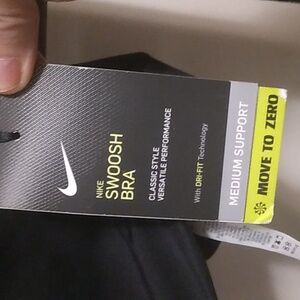 NIKE
SWOOSH
BRA
CLASSIC STYLE
VERSATILE PERFORMANCE
With DRI-FIT Technology
MEDIUM SUPPORT
MOVE TO ZERO